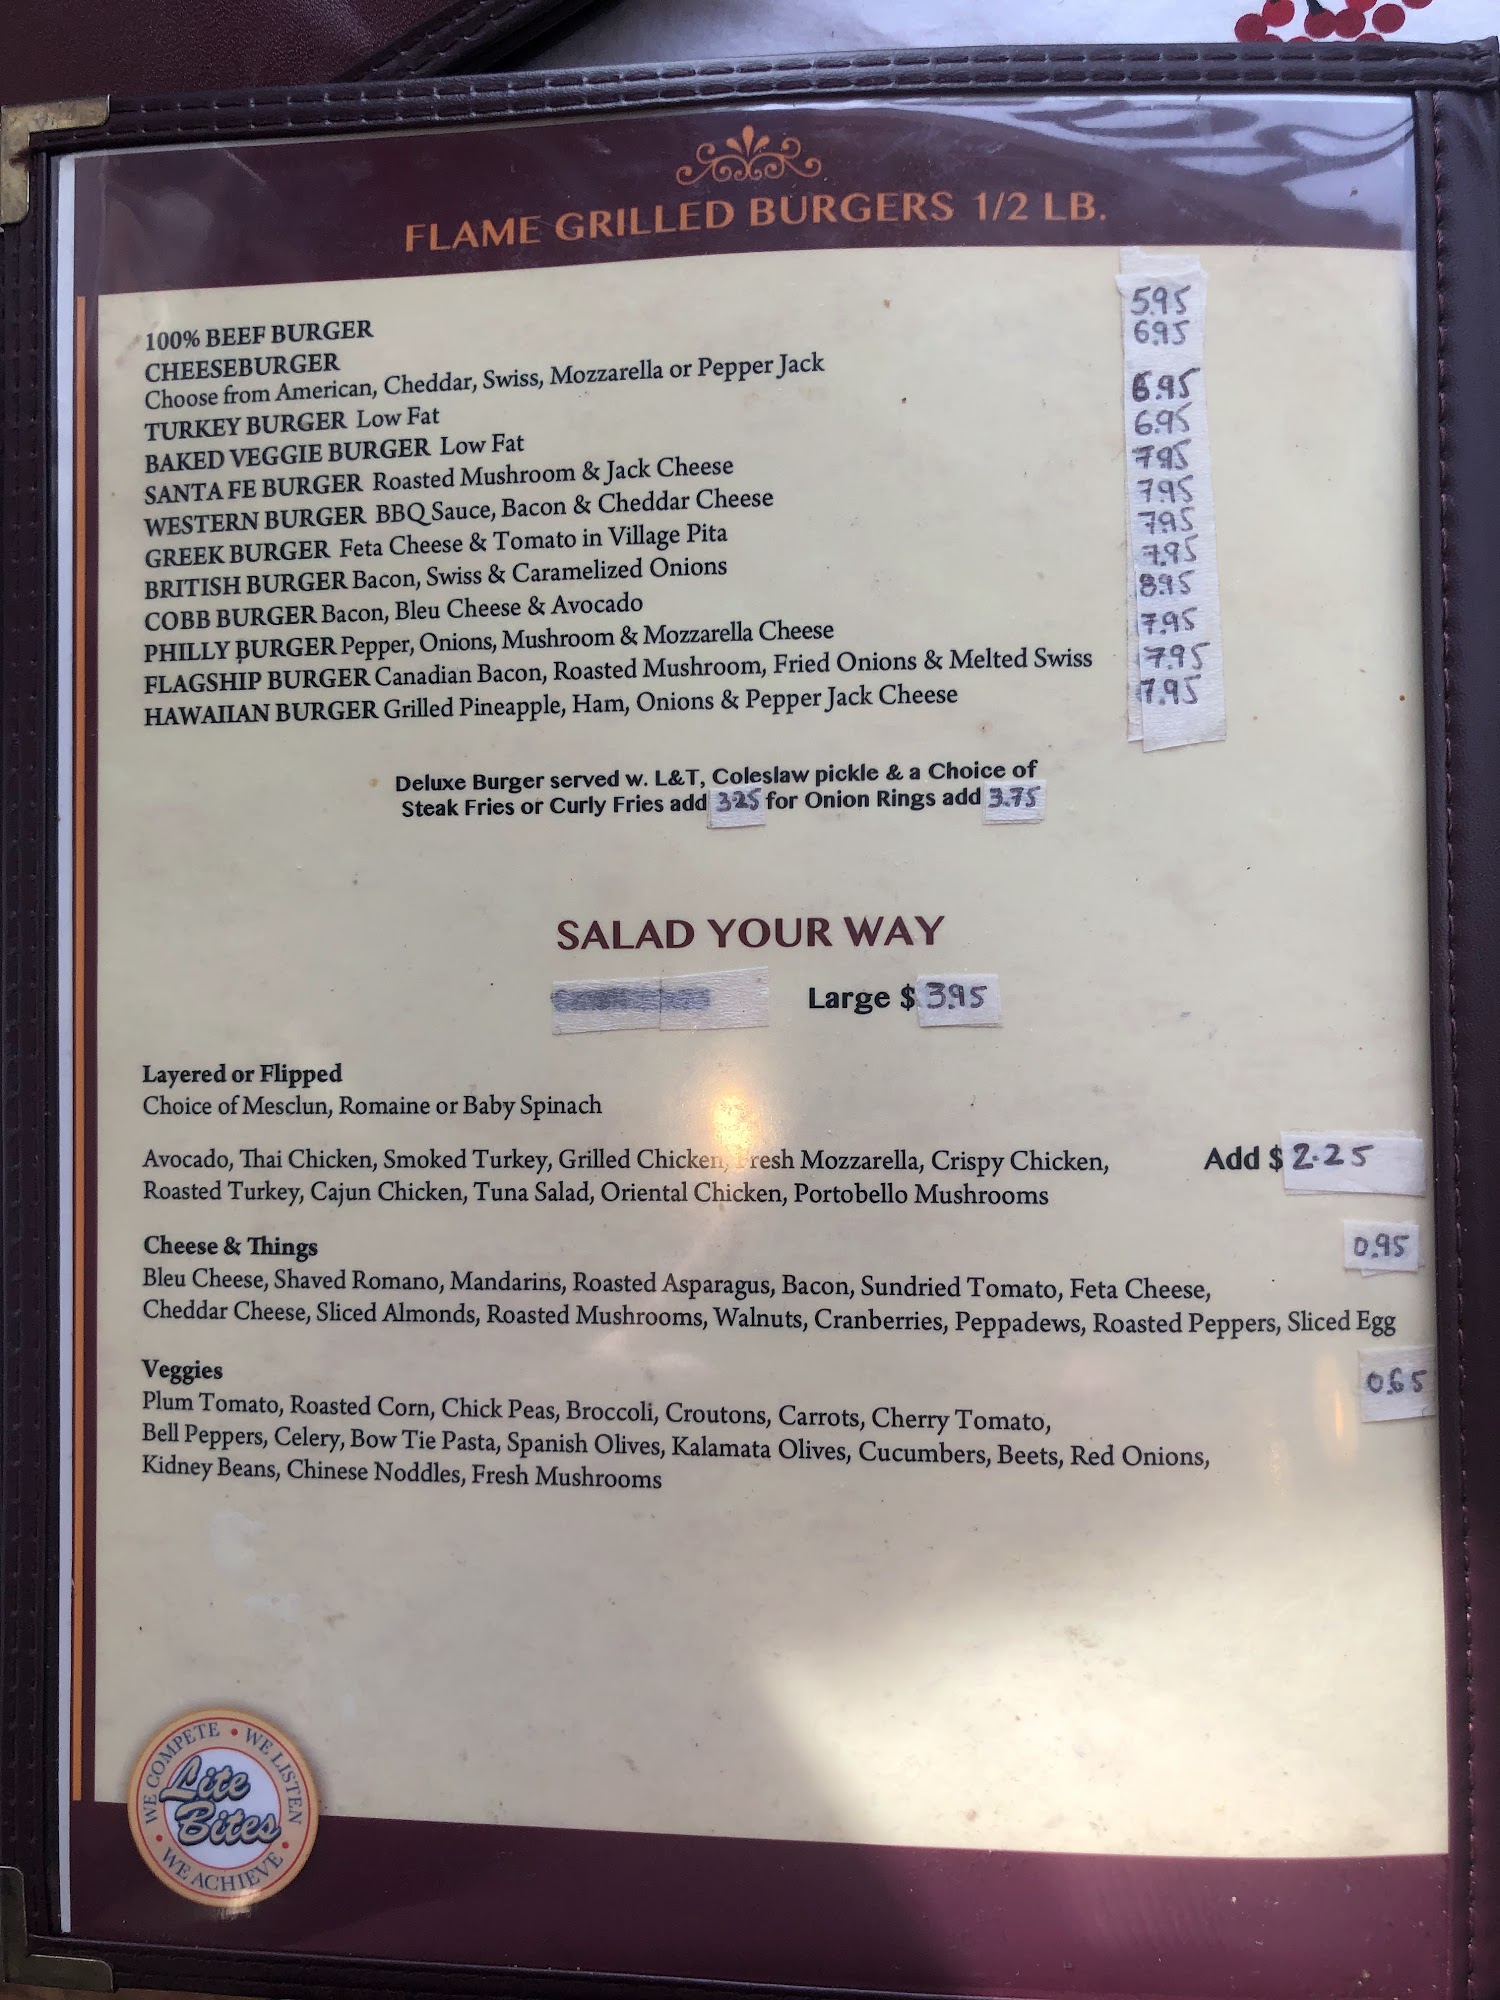 FLAME GRILLED BURGERS 1/2 LB.
100% BEEF BURGER 5.95
CHEESEBURGER 6.95
Choose from American, Cheddar, Swiss, Mozzarella or Pepper Jack
TURKEY BURGER Low Fat 6.95
BAKED VEGGIE BURGER Low Fat 6.95
SANTA FE BURGER Roasted Mushroom & Jack Cheese 7.95
WESTERN BURGER BBQ Sauce, Bacon & Cheddar Cheese 7.95
GREEK BURGER Feta Cheese & Tomato in Village Pita 7.95
BRITISH BURGER Bacon, Swiss & Caramelized Onions 7.95
COBB BURGER Bacon, Bleu Cheese & Avocado 8.95
PHILLY BURGER Pepper, Onions, Mushroom & Mozzarella Cheese 7.95
FLAGSHIP BURGER Canadian Bacon, Roasted Mushroom, Fried Onions & Melted Swiss 7.95
HAWAIIAN BURGER Grilled Pineapple, Ham, Onions & Pepper Jack Cheese 7.95
Deluxe Burger served w. L&T, Coleslaw pickle & a Choice of
Steak Fries or Curly Fries add 3.25 for Onion Rings add 3.75
SALAD YOUR WAY
Large $ 3.95
Layered or Flipped
Choice of Mesclun, Romaine or Baby Spinach
Avocado, Thai Chicken, Smoked Turkey, Grilled Chicken, Fresh Mozzarella, Crispy Chicken, Add $ 2.25
Roasted Turkey, Cajun Chicken, Tuna Salad, Oriental Chicken, Portobello Mushrooms
Cheese & Things 0.95
Bleu Cheese, Shaved Romano, Mandarins, Roasted Asparagus, Bacon, Sundried Tomato, Feta Cheese,
Cheddar Cheese, Sliced Almonds, Roasted Mushrooms, Walnuts, Cranberries, Peppadews, Roasted Peppers, Sliced Egg
Veggies 0.65
Plum Tomato, Roasted Corn, Chick Peas, Broccoli, Croutons, Carrots, Cherry Tomato,
Bell Peppers, Celery, Bow Tie Pasta, Spanish Olives, Kalamata Olives, Cucumbers, Beets, Red Onions,
Kidney Beans, Chinese Noddles, Fresh Mushrooms
WE COMPETE • WE LISTEN • WE ACHIEVE •
Lite
Bites